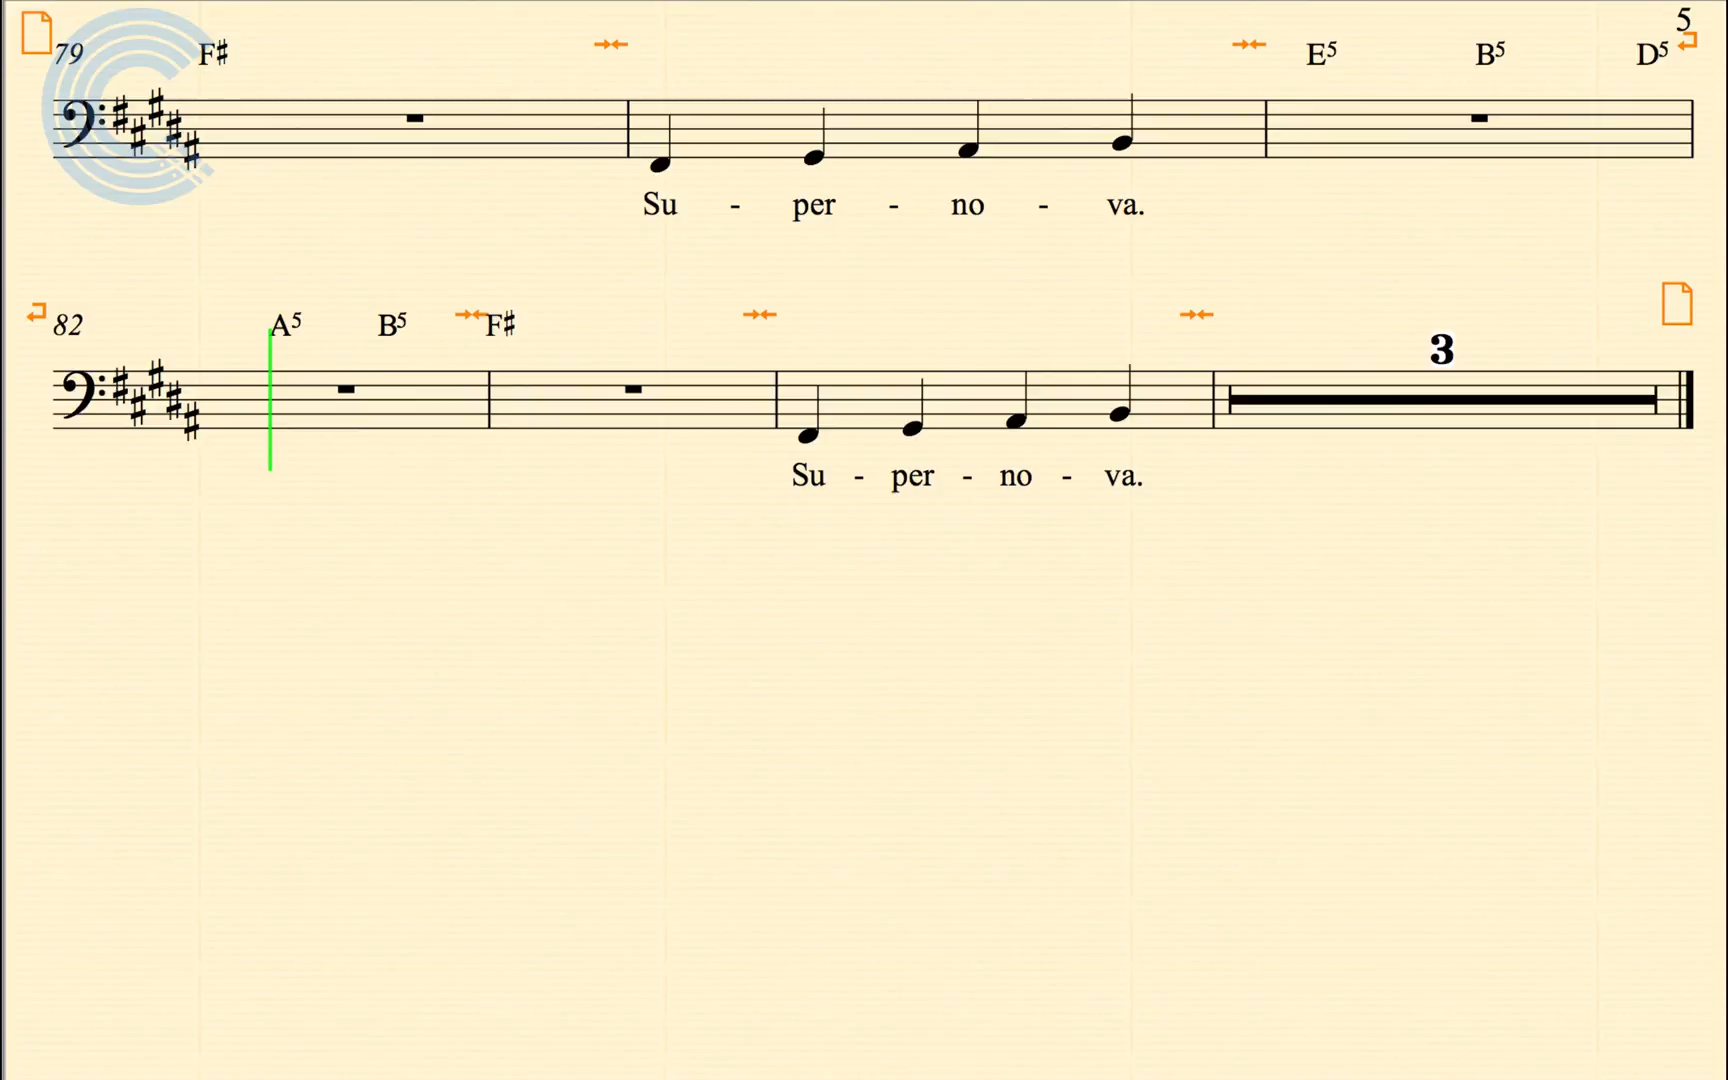 5
79 F♯ E5 B5 D5
Su - per - no - va.
82 A5 B5 F♯
3
Su - per - no - va.